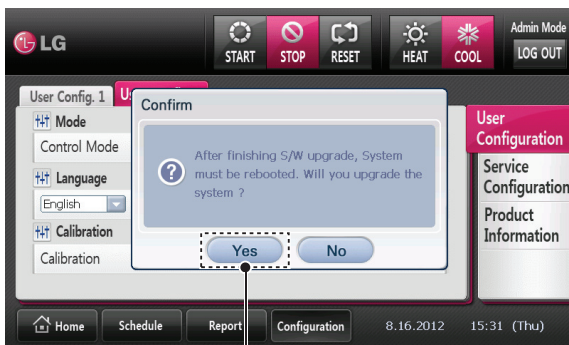 LG
START
STOP
RESET
HEAT
COOL
Admin Mode
LOG OUT
User Config. 1
U
Mode
Control Mode
Language
English
Calibration
Calibration
Confirm
After finishing S/W upgrade, System
must be rebooted. Will you upgrade the
system ?
Yes
No
User
Configuration
Service
Configuration
Product
Information
Home
Schedule
Report
Configuration
8.16.2012
15:31 (Thu)